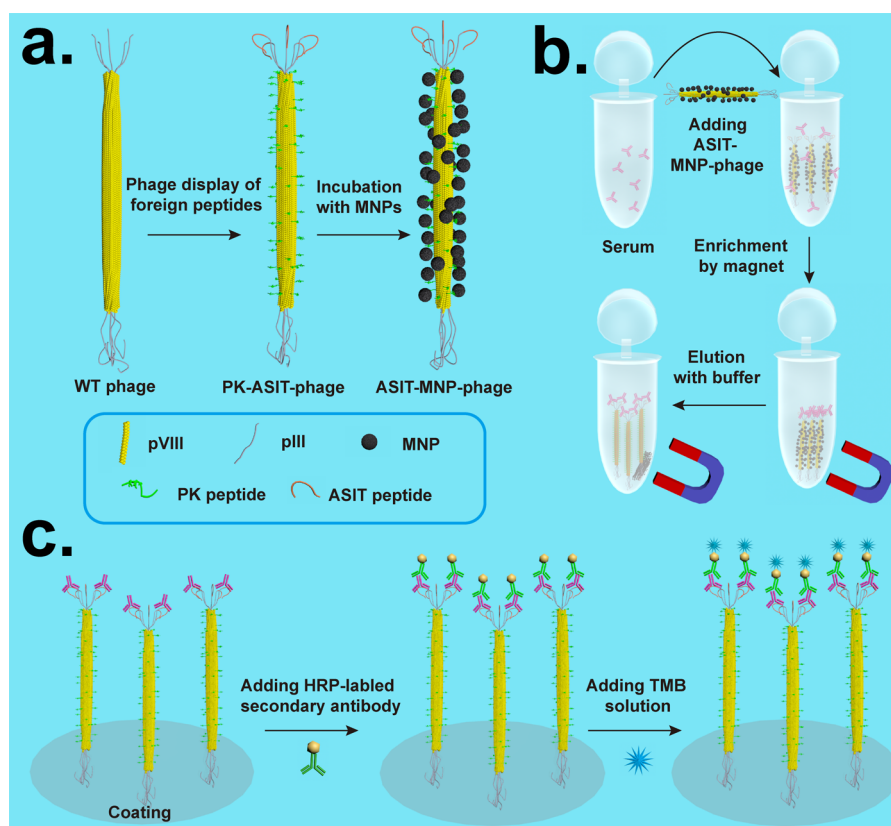 a.
Phage display of
foreign peptides
Incubation
with MNPs
WT phage
PK-ASIT-phage
ASIT-MNP-phage
pVIII
pIII
MNP
PK peptide
ASIT peptide
b.
Adding
ASIT-
MNP-phage
Serum
Enrichment
by magnet
Elution
with buffer
c.
Adding HRP-labled
secondary antibody
Adding TMB
solution
Coating